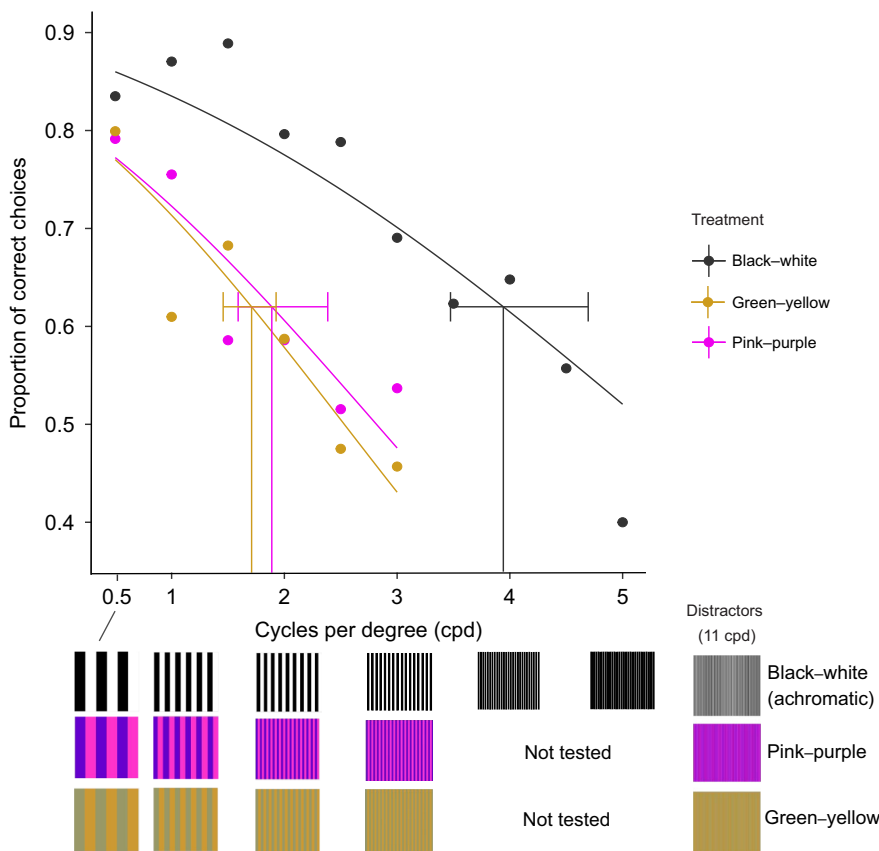 0.9
0.8
0.7
0.6
0.5
0.4
Proportion of correct choices
0.5 1 2 3 4 5
Cycles per degree (cpd)
Treatment
Black–white
Green–yellow
Pink–purple
Distractors
(11 cpd)
Black–white
(achromatic)
Not tested
Pink–purple
Not tested
Green–yellow